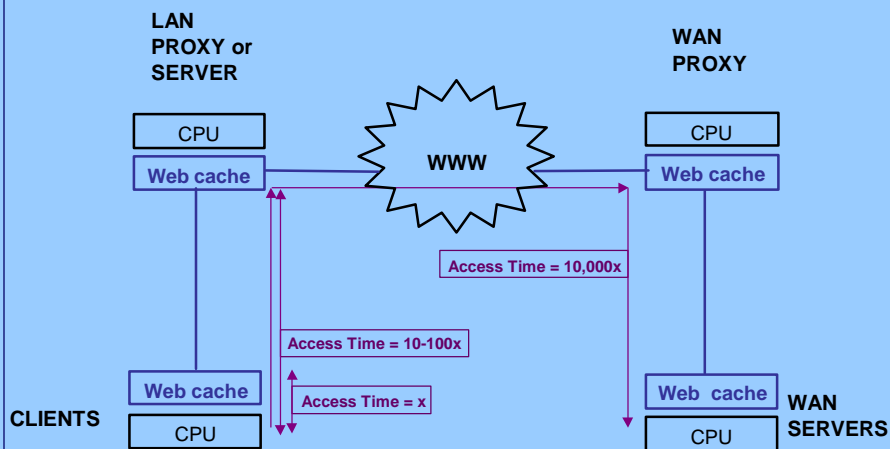 LAN
PROXY or
SERVER
WAN
PROXY
CPU
CPU
Web cache
WWW
Web cache
Access Time = 10,000x
Access Time = 10-100x
Web cache
Access Time = x
Web cache
CLIENTS
CPU
CPU
WAN
SERVERS